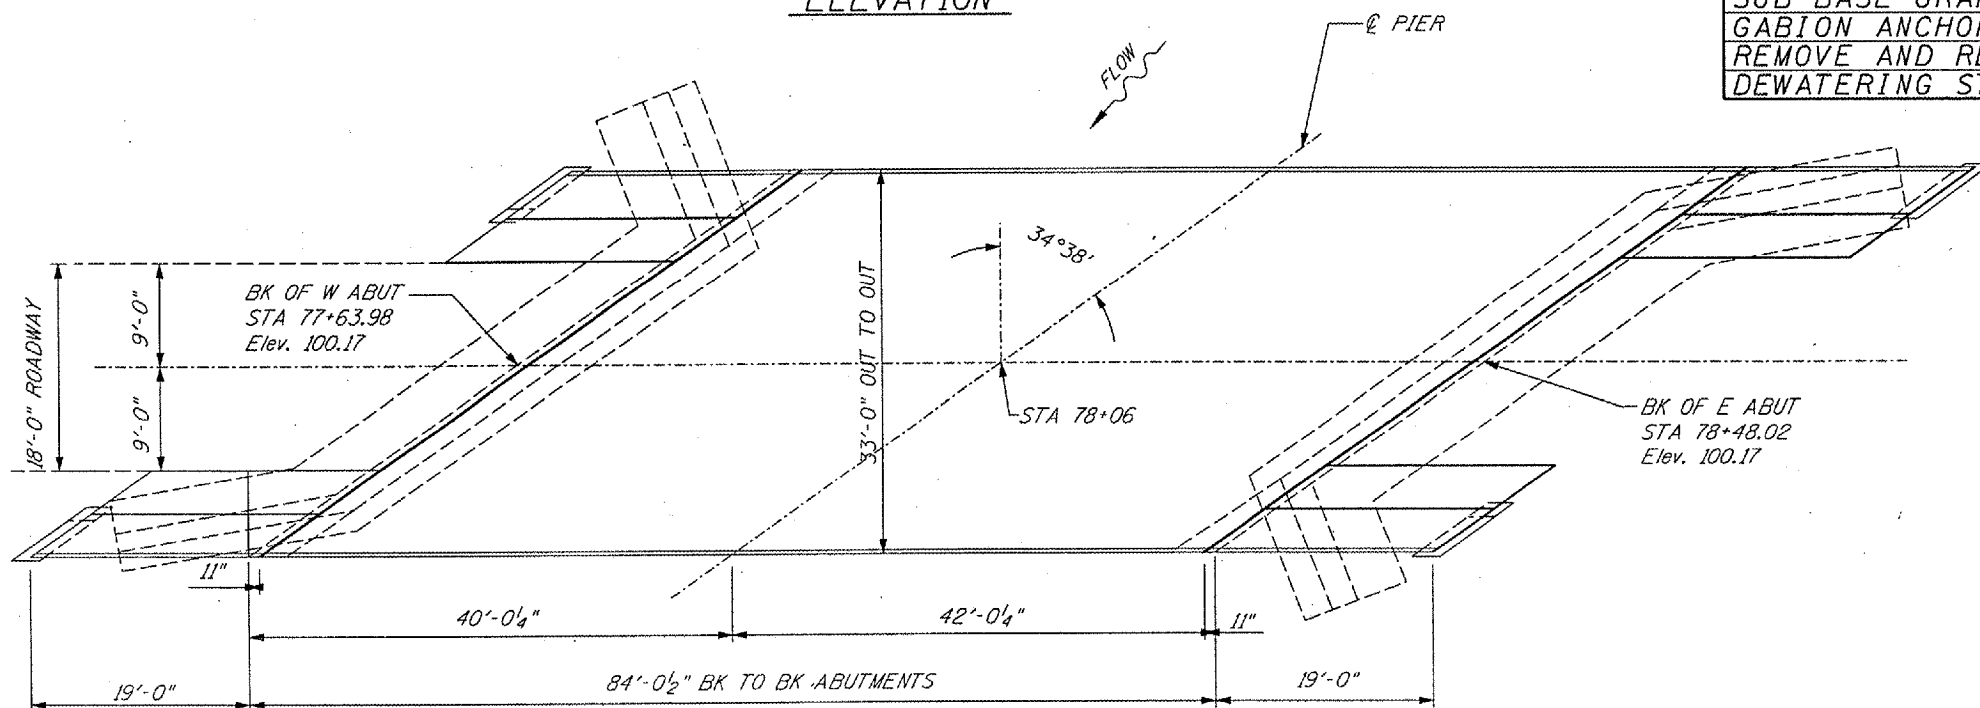 ELEVATION
GABION ANCHO
REMOVE AND RE
DEWATERING S
℄ PIER
FLOW
34°38'
BK OF W ABUT
STA 77+63.98
Elev. 100.17
18'-0" ROADWAY
9'-0"
9'-0"
33'-0" OUT TO OUT
STA 78+06
BK OF E ABUT
STA 78+48.02
Elev. 100.17
11"
40'-0¼"
42'-0¼"
11"
19'-0"
84'-0½" BK TO BK ABUTMENTS
19'-0"